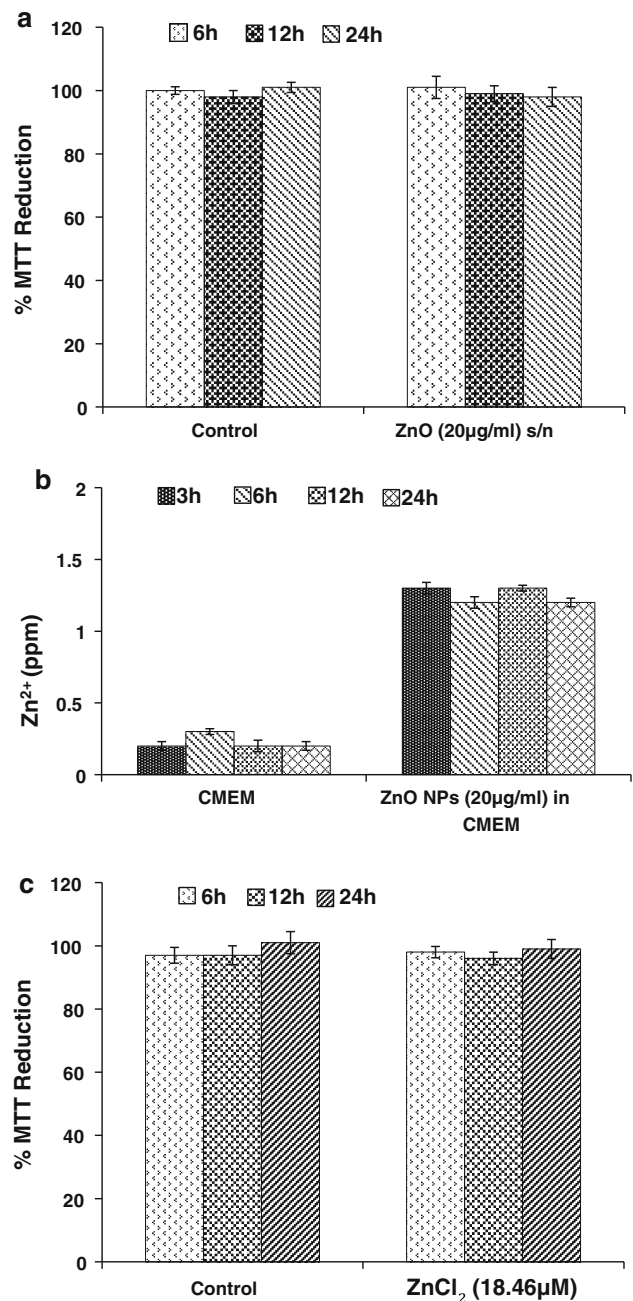 a
6h 12h 24h
120
100
80
60
40
20
0
% MTT Reduction
Control ZnO (20µg/ml) s/n
b
3h 6h 12h 24h
2
1.5
1
0.5
0
Zn²⁺ (ppm)
CMEM ZnO NPs (20µg/ml) in
CMEM
c
6h 12h 24h
120
100
80
60
40
20
0
% MTT Reduction
Control ZnCl₂ (18.46µM)